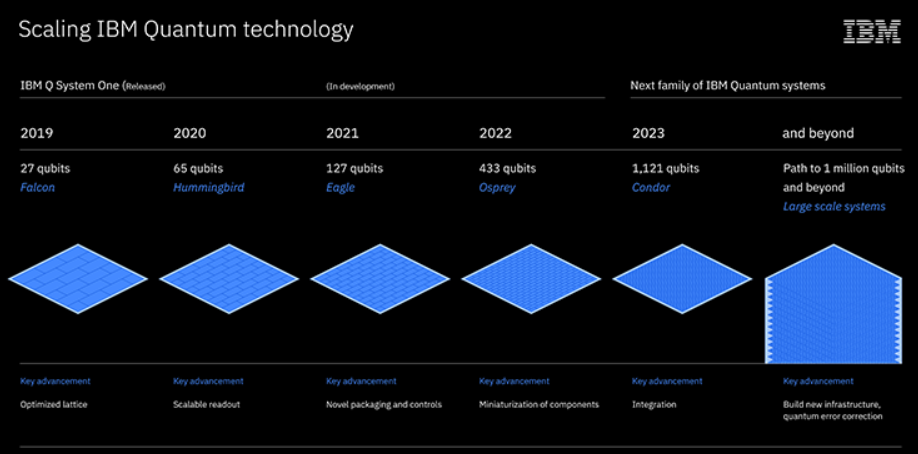 Scaling IBM Quantum technology
IBM
IBM Q System One (Released)
(In development)
Next family of IBM Quantum systems
2019
2020
2021
2022
2023
and beyond
27 qubits
65 qubits
127 qubits
433 qubits
1,121 qubits
Path to 1 million qubits
and beyond
Falcon
Hummingbird
Eagle
Osprey
Condor
Large scale systems
Key advancement
Key advancement
Key advancement
Key advancement
Key advancement
Key advancement
Optimized lattice
Scalable readout
Novel packaging and controls
Miniaturization of components
Integration
Build new infrastructure,
quantum error correction